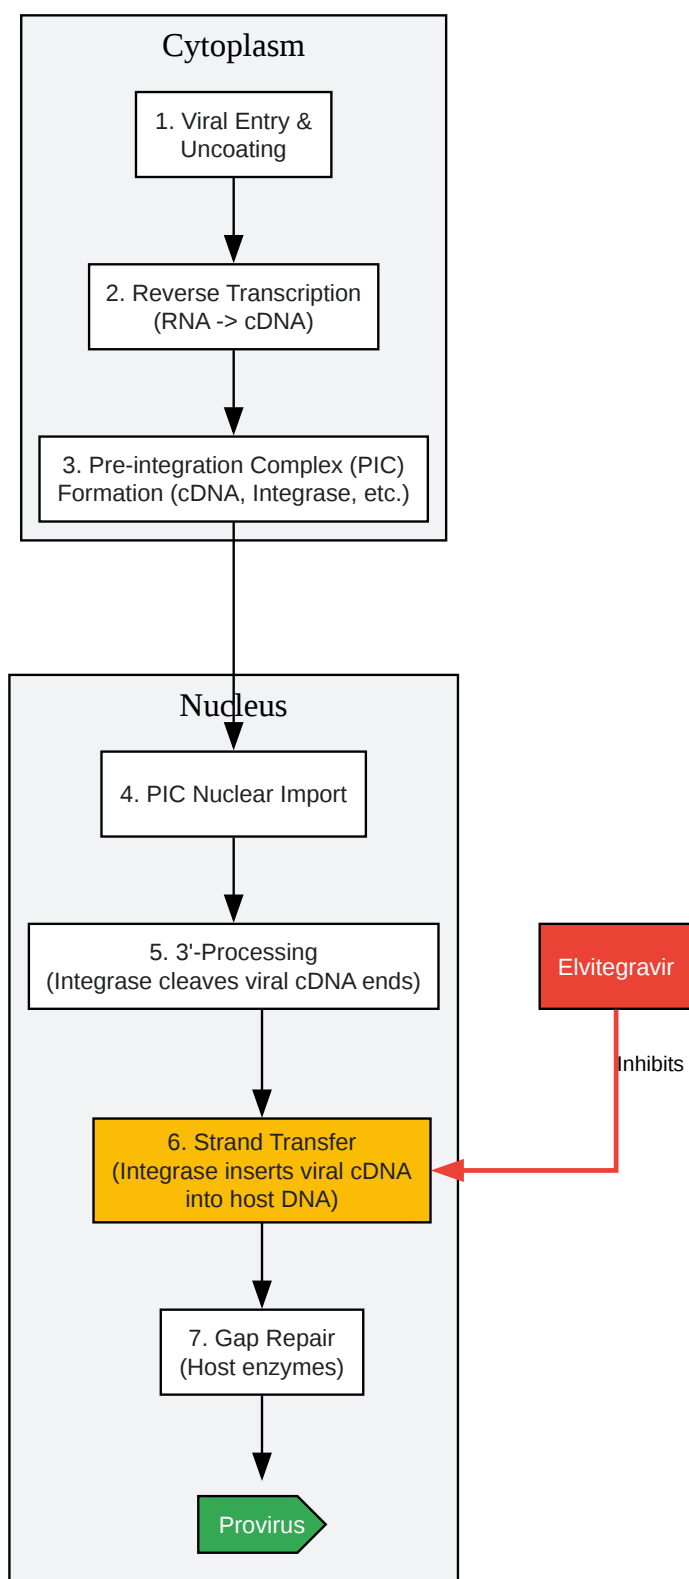 Cytoplasm
1. Viral Entry &
Uncoating
2. Reverse Transcription
(RNA -> cDNA)
3. Pre-integration Complex (PIC)
Formation (cDNA, Integrase, etc.)
Nucleus
4. PIC Nuclear Import
5. 3'-Processing
(Integrase cleaves viral cDNA ends)
Elvitegravir
Inhibits
6. Strand Transfer
(Integrase inserts viral cDNA
into host DNA)
7. Gap Repair
(Host enzymes)
Provirus